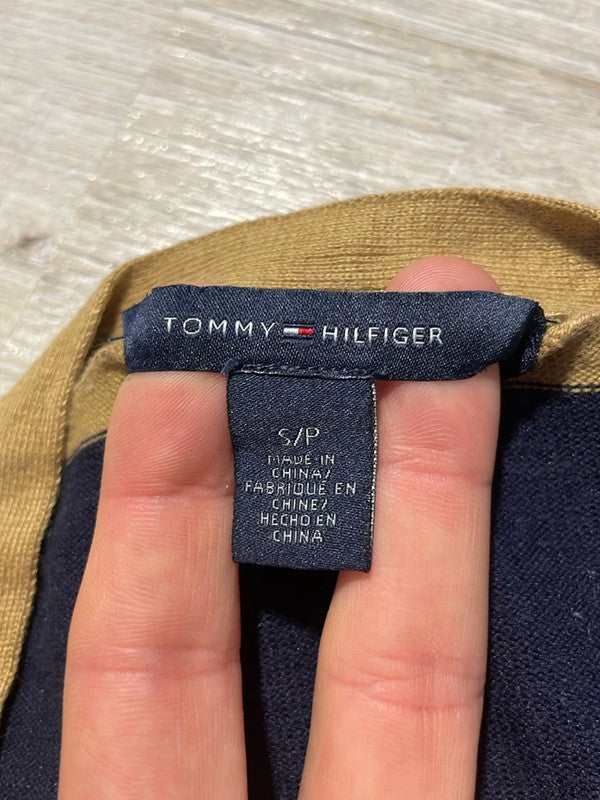 TOMMY HILFIGER
S/P
MADE IN
CHINA/
FABRIQUE EN
CHINE/
HECHO EN
CHINA